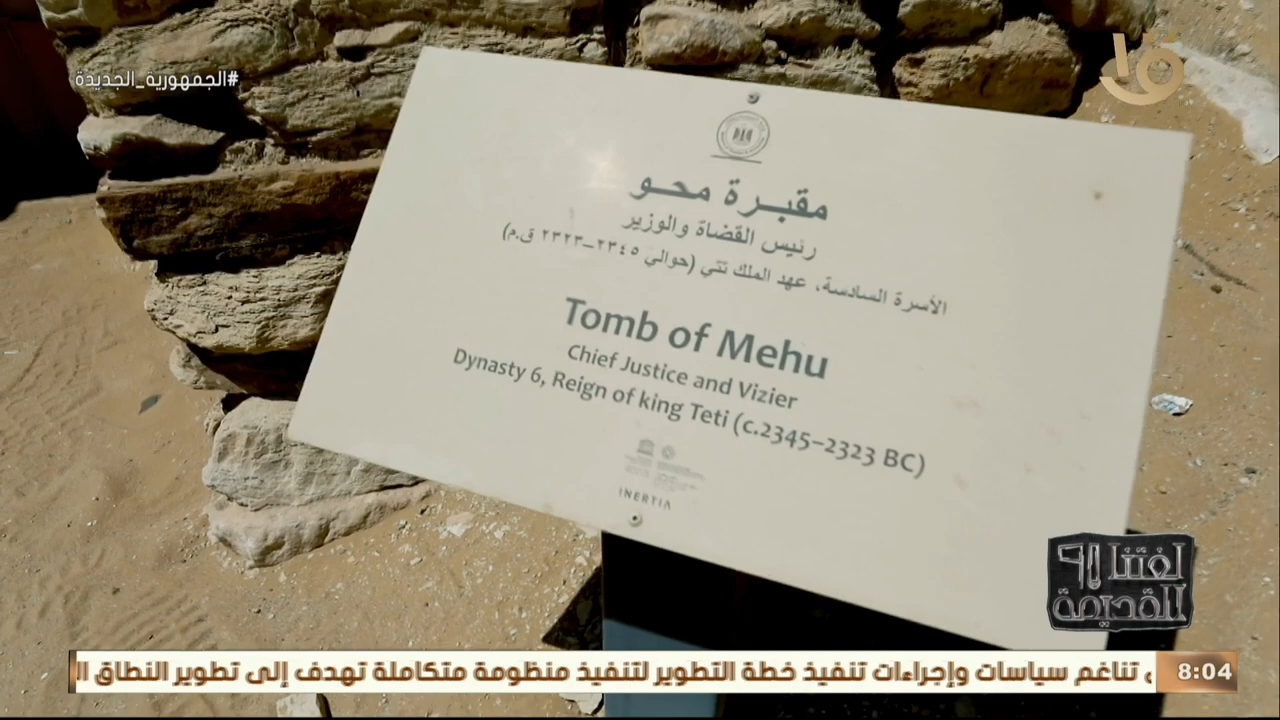 #الجمهورية_الجديدة
مقبرة محو
رئيس القضاة والوزير
الأسرة السادسة، عهد الملك تتي (حوالي ٢٣٤٥–٢٣٢٣ ق.م)
Tomb of Mehu
Chief Justice and Vizier
Dynasty 6, Reign of king Teti (c.2345–2323 BC)
INERTIA
لغتنا
القديمة
تناغم سياسات وإجراءات تنفيذ خطة التطوير لتنفيذ منظومة متكاملة تهدف إلى تطوير النطاق
8:04